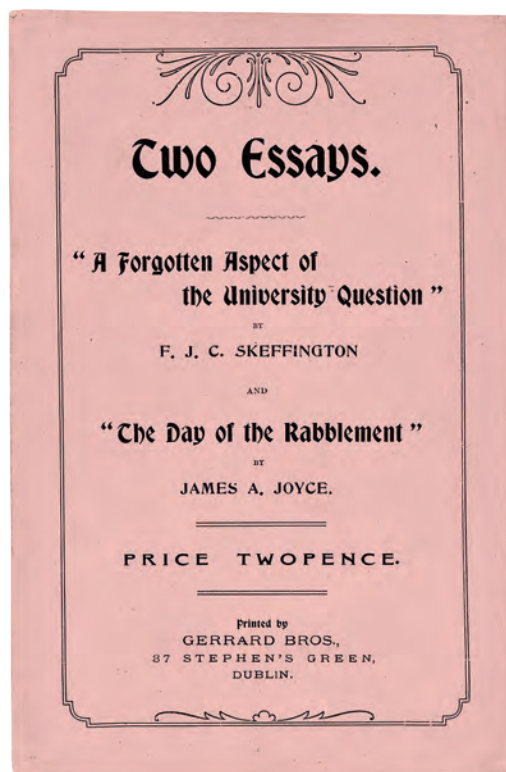 Two Essays.
“A Forgotten Aspect of
the University Question”
BY
F. J. C. SKEFFINGTON
AND
“The Day of the Rabblement”
BY
JAMES A. JOYCE.
PRICE TWOPENCE.
Printed by
GERRARD BROS.,
37 STEPHEN'S GREEN,
DUBLIN.